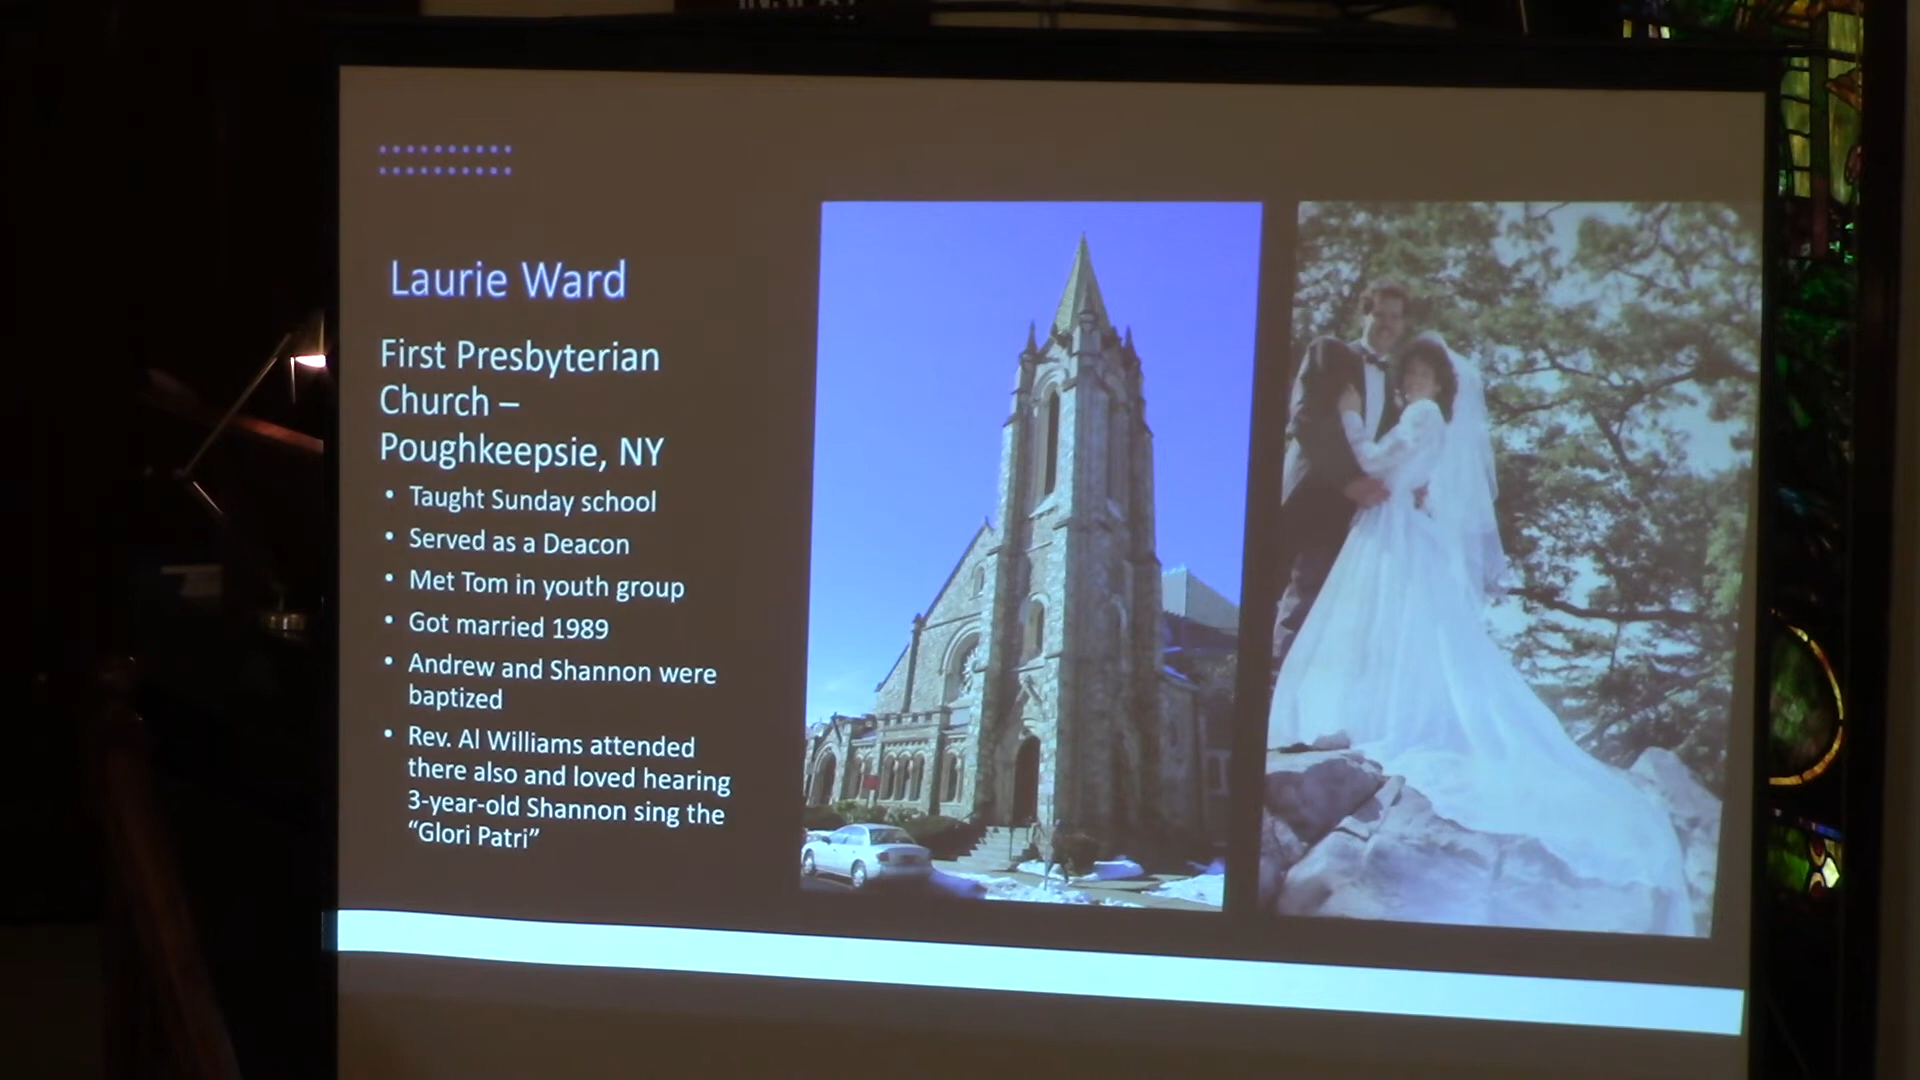 Laurie Ward
First Presbyterian
Church –
Poughkeepsie, NY
• Taught Sunday school
• Served as a Deacon
• Met Tom in youth group
• Got married 1989
• Andrew and Shannon were
baptized
• Rev. Al Williams attended
there also and loved hearing
3-year-old Shannon sing the
“Glori Patri”